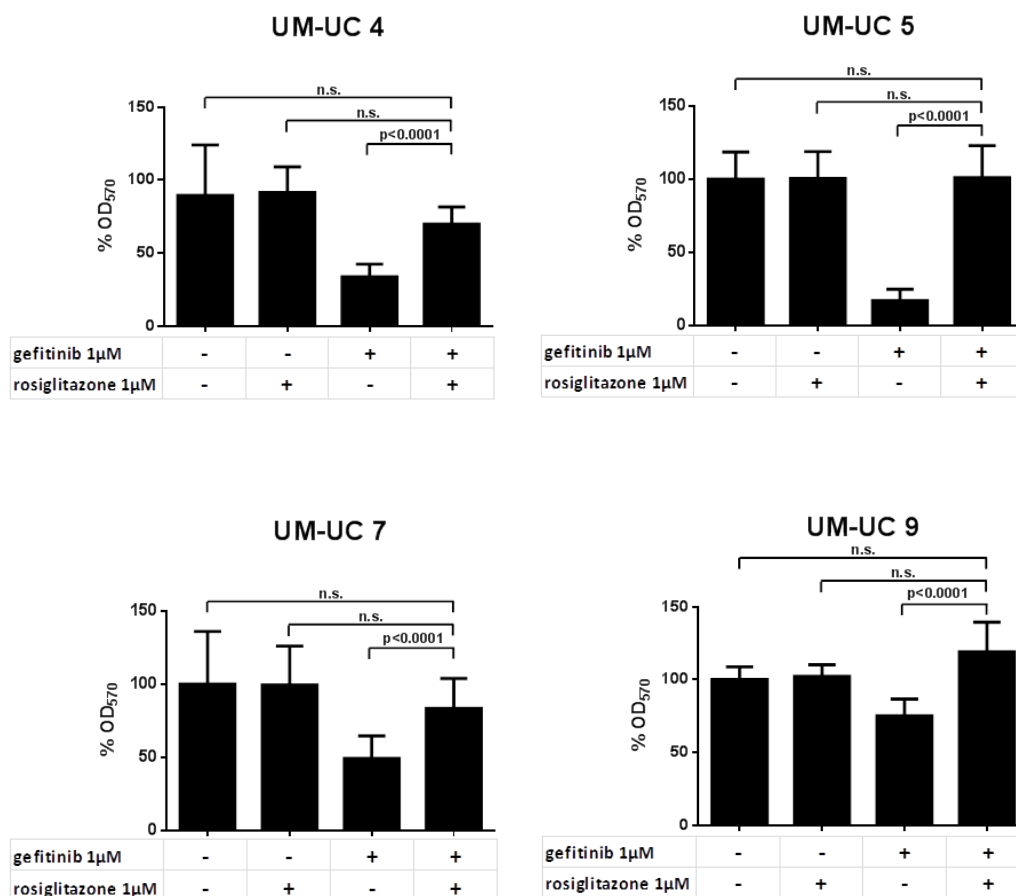 UM-UC 4
n.s.
n.s.
p<0.0001
150
100
50
0
% OD570
gefitinib 1µM - - + +
rosiglitazone 1µM - + - +
UM-UC 5
n.s.
n.s.
p<0.0001
150
100
50
0
% OD570
gefitinib 1µM - - + +
rosiglitazone 1µM - + - +
UM-UC 7
n.s.
n.s.
p<0.0001
150
100
50
0
% OD570
gefitinib 1µM - - + +
rosiglitazone 1µM - + - +
UM-UC 9
n.s.
n.s.
p<0.0001
150
100
50
0
% OD570
gefitinib 1µM - - + +
rosiglitazone 1µM - + - +